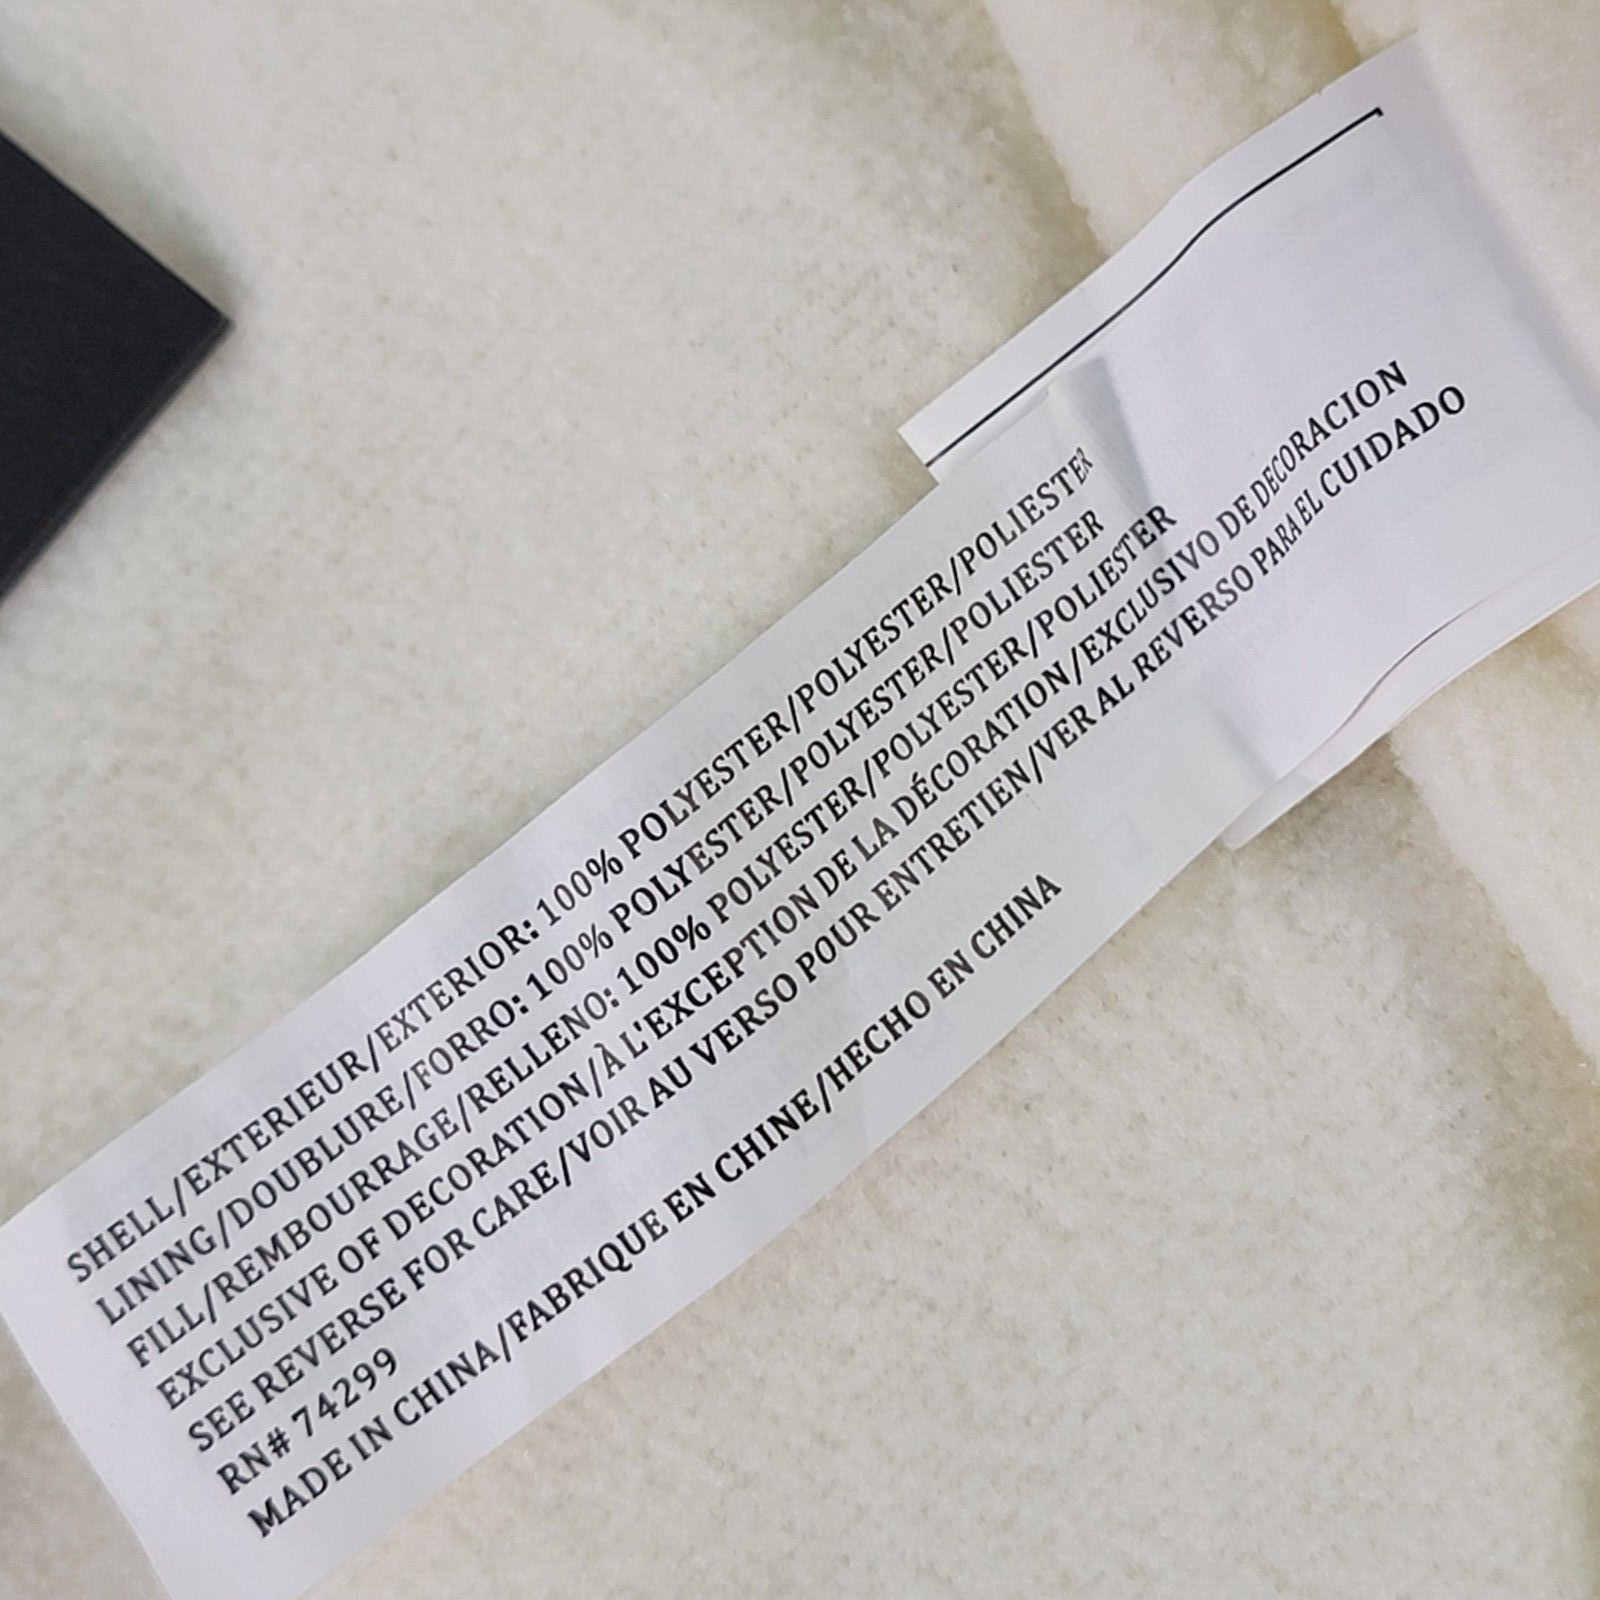 SHELL/EXTERIEUR/EXTERIOR: 100% POLYESTER/POLYESTER/POLIESTER
LINING/DOUBLURE/FORRO: 100% POLYESTER/POLYESTER/POLIESTER
FILL/REMBOURRAGE/RELLENO: 100% POLYESTER/POLYESTER/POLIESTER
EXCLUSIVE OF DECORATION/À L'EXCEPTION DE LA DÉCORATION/EXCLUSIVO DE DECORACION
SEE REVERSE FOR CARE/VOIR AU VERSO POUR ENTRETIEN/VER AL REVERSO PARA EL CUIDADO
RN# 74299
MADE IN CHINA/FABRIQUE EN CHINE/HECHO EN CHINA